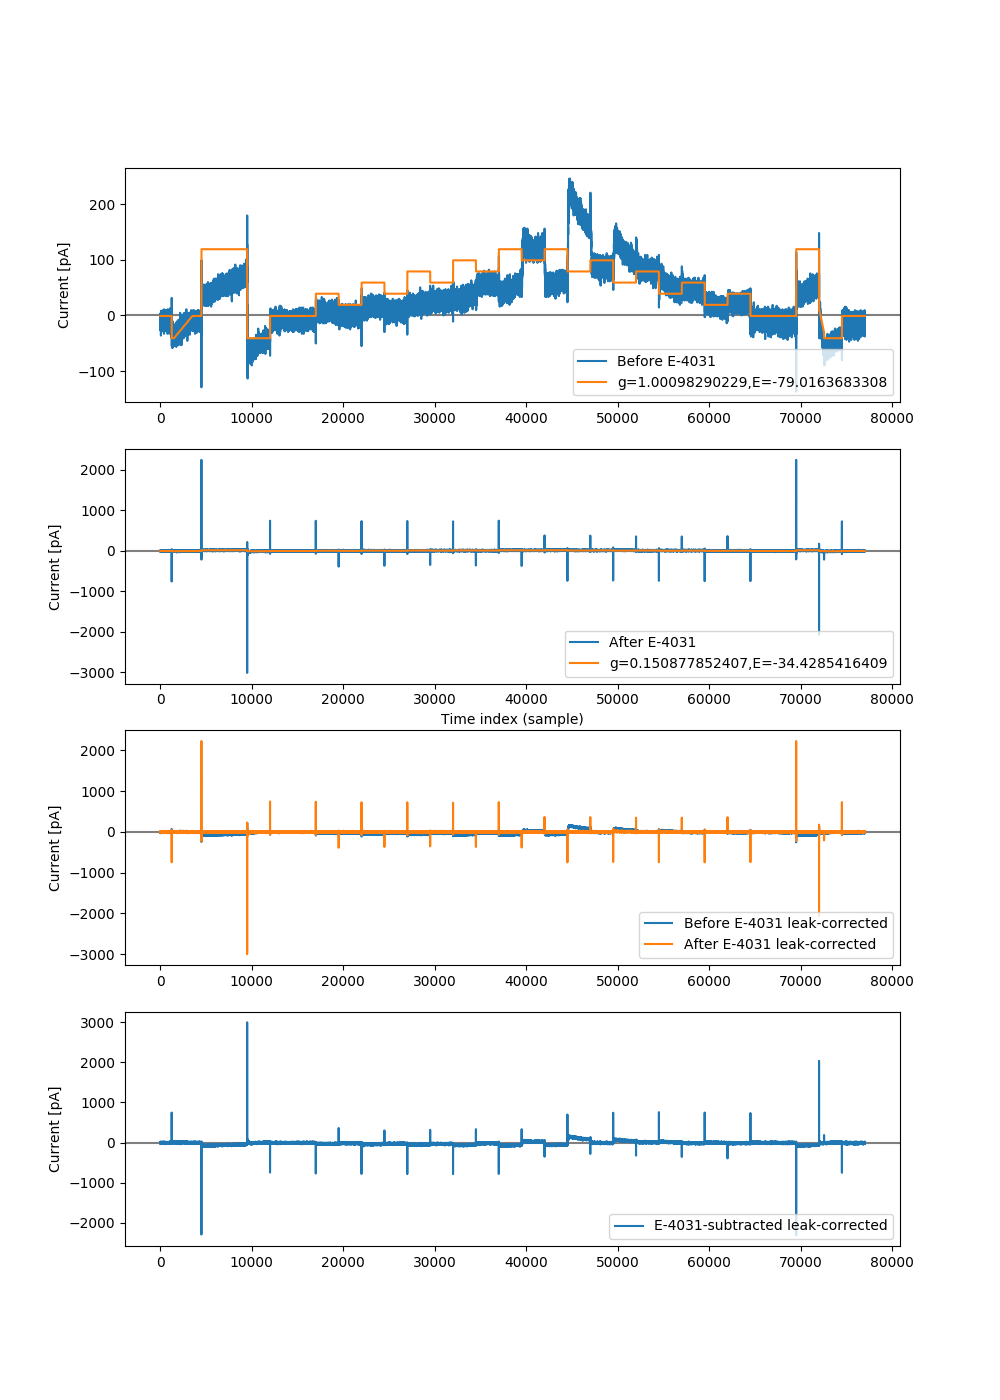 200
100
0
−100
Current [pA]
Before E-4031
g=1.00098290229,E=-79.0163683308
0 10000 20000 30000 40000 50000 60000 70000 80000
2000
1000
0
−1000
−2000
−3000
Current [pA]
After E-4031
g=0.150877852407,E=-34.4285416409
0 10000 20000 30000 40000 50000 60000 70000 80000
Time index (sample)
2000
1000
0
−1000
−2000
−3000
Current [pA]
Before E-4031 leak-corrected
After E-4031 leak-corrected
0 10000 20000 30000 40000 50000 60000 70000 80000
3000
2000
1000
0
−1000
−2000
Current [pA]
E-4031-subtracted leak-corrected
0 10000 20000 30000 40000 50000 60000 70000 80000